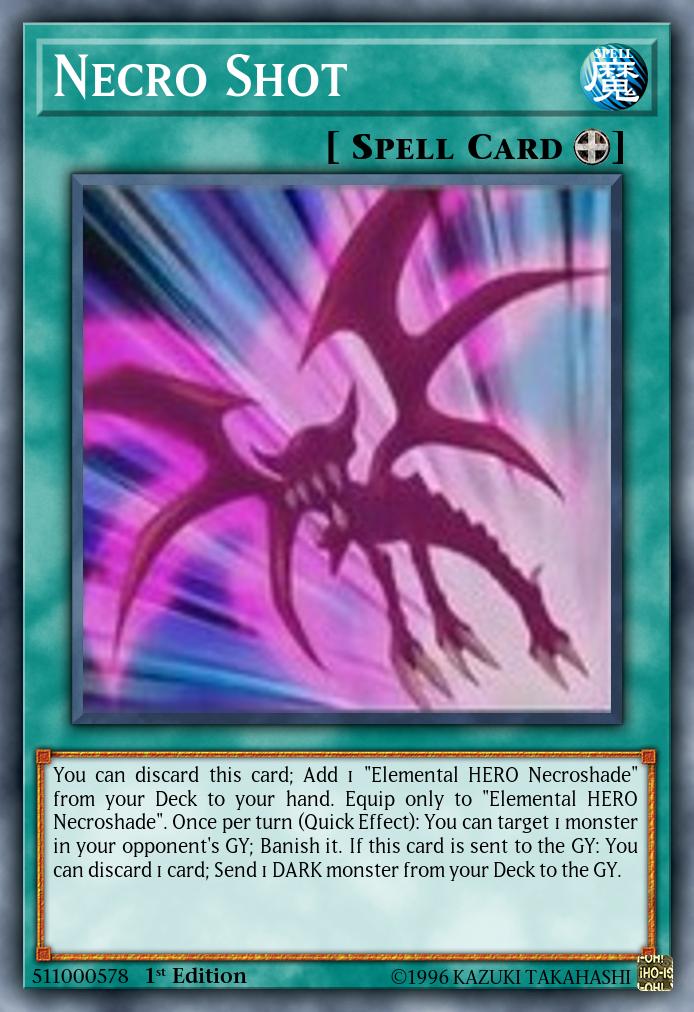 NECRO SHOT
SPELL
魔
[ SPELL CARD ]
You can discard this card; Add 1 "Elemental HERO Necroshade"
from your Deck to your hand. Equip only to "Elemental HERO
Necroshade". Once per turn (Quick Effect): You can target 1 monster
in your opponent's GY; Banish it. If this card is sent to the GY: You
can discard 1 card; Send 1 DARK monster from your Deck to the GY.
511000578 1st Edition ©1996 KAZUKI TAKAHASHI